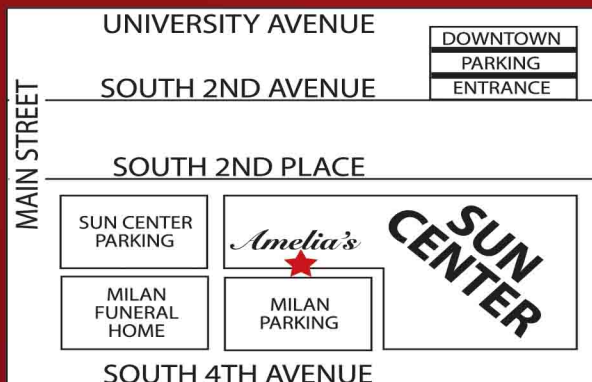 UNIVERSITY AVENUE
DOWNTOWN
PARKING
ENTRANCE
SOUTH 2ND AVENUE
MAIN STREET
SOUTH 2ND PLACE
SUN CENTER
PARKING
Amelia's
SUN
CENTER
MILAN
FUNERAL
HOME
MILAN
PARKING
SOUTH 4TH AVENUE